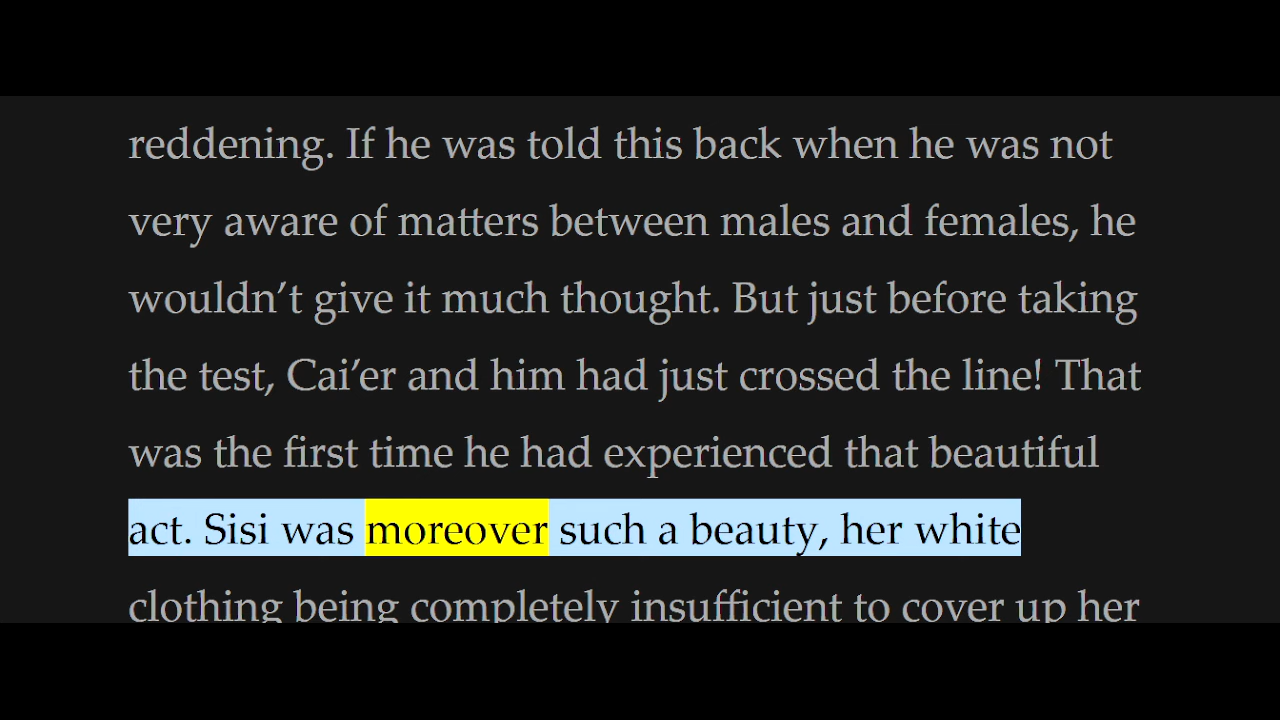 reddening. If he was told this back when he was not
very aware of matters between males and females, he
wouldn’t give it much thought. But just before taking
the test, Cai’er and him had just crossed the line! That
was the first time he had experienced that beautiful
act. Sisi was moreover such a beauty, her white
clothing being completely insufficient to cover up her